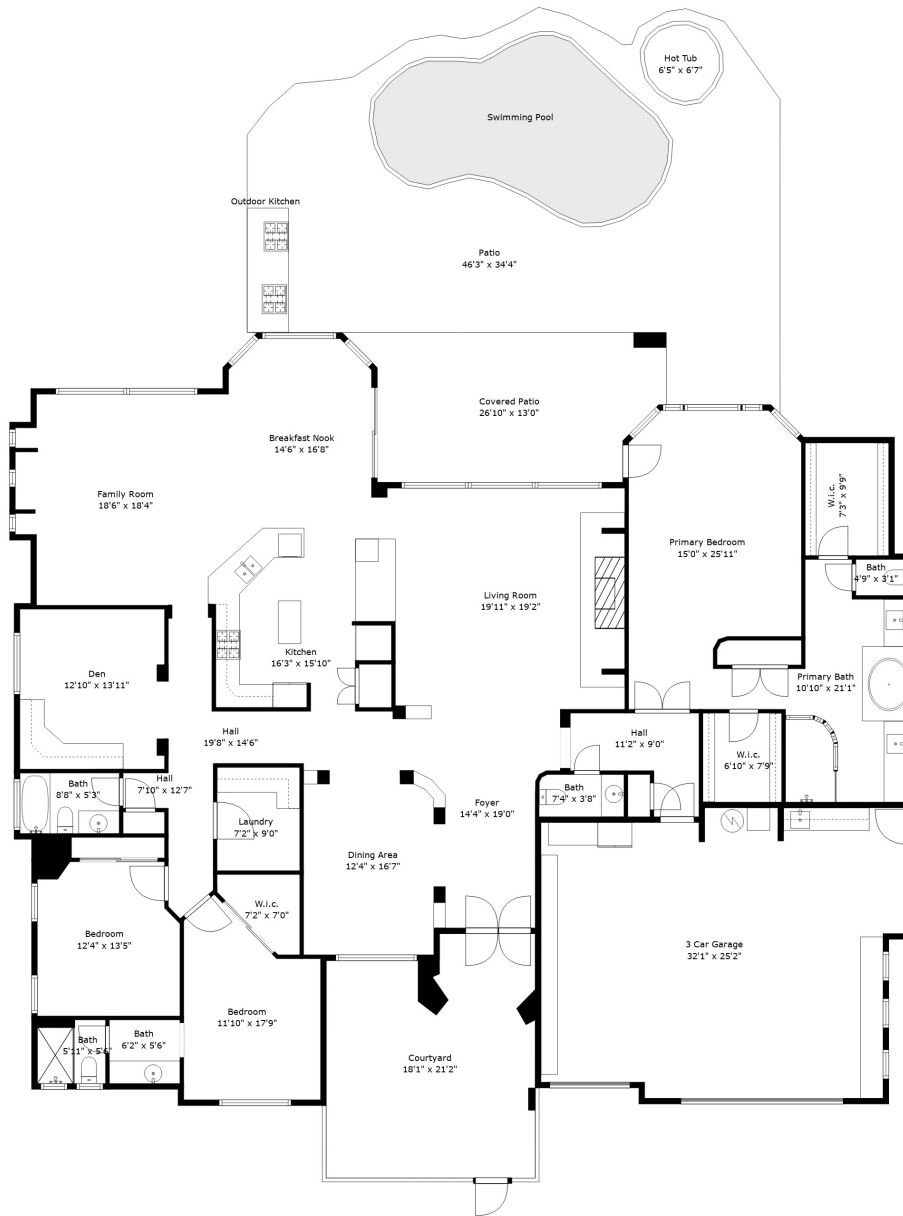 Hot Tub
6'5" x 6'7"
Swimming Pool
Outdoor Kitchen
Patio
46'3" x 34'4"
Covered Patio
26'10" x 13'0"
Breakfast Nook
14'6" x 16'8"
Family Room
18'6" x 18'4"
W.i.c.
7'3" x 9'9"
Primary Bedroom
15'0" x 25'11"
Bath
4'9" x 3'1"
Living Room
19'11" x 19'2"
Kitchen
16'3" x 15'10"
Den
12'10" x 13'11"
Primary Bath
10'10" x 21'1"
Hall
19'8" x 14'6"
Hall
11'2" x 9'0"
W.i.c.
6'10" x 7'9"
Hall
7'10" x 12'7"
Bath
8'8" x 5'3"
Bath
7'4" x 3'8"
Foyer
14'4" x 19'0"
Laundry
7'2" x 9'0"
Dining Area
12'4" x 16'7"
W.i.c.
7'2" x 7'0"
Bedroom
12'4" x 13'5"
3 Car Garage
32'1" x 25'2"
Bedroom
11'10" x 17'9"
Bath
6'2" x 5'6"
Bath
5'11" x 5'6"
Courtyard
18'1" x 21'2"